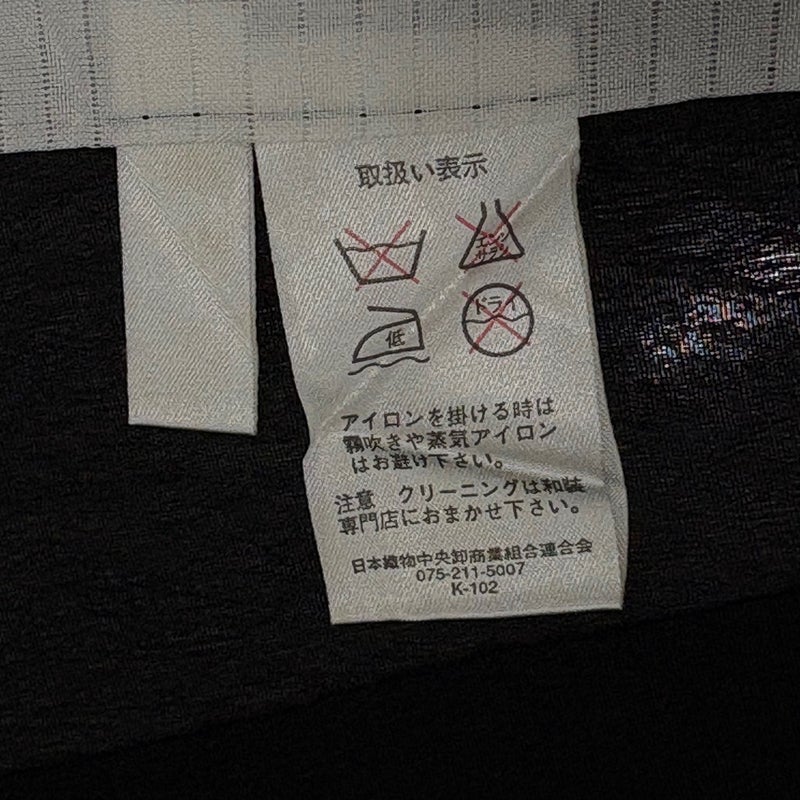 取扱い表示
エンソ
サラシ
低
ドライ
アイロンを掛ける時は
霧吹きや蒸気アイロン
はお避け下さい。
注意 クリーニングは和装
専門店におまかせ下さい。
日本織物中央卸商業組合連合会
075-211-5007
K-102